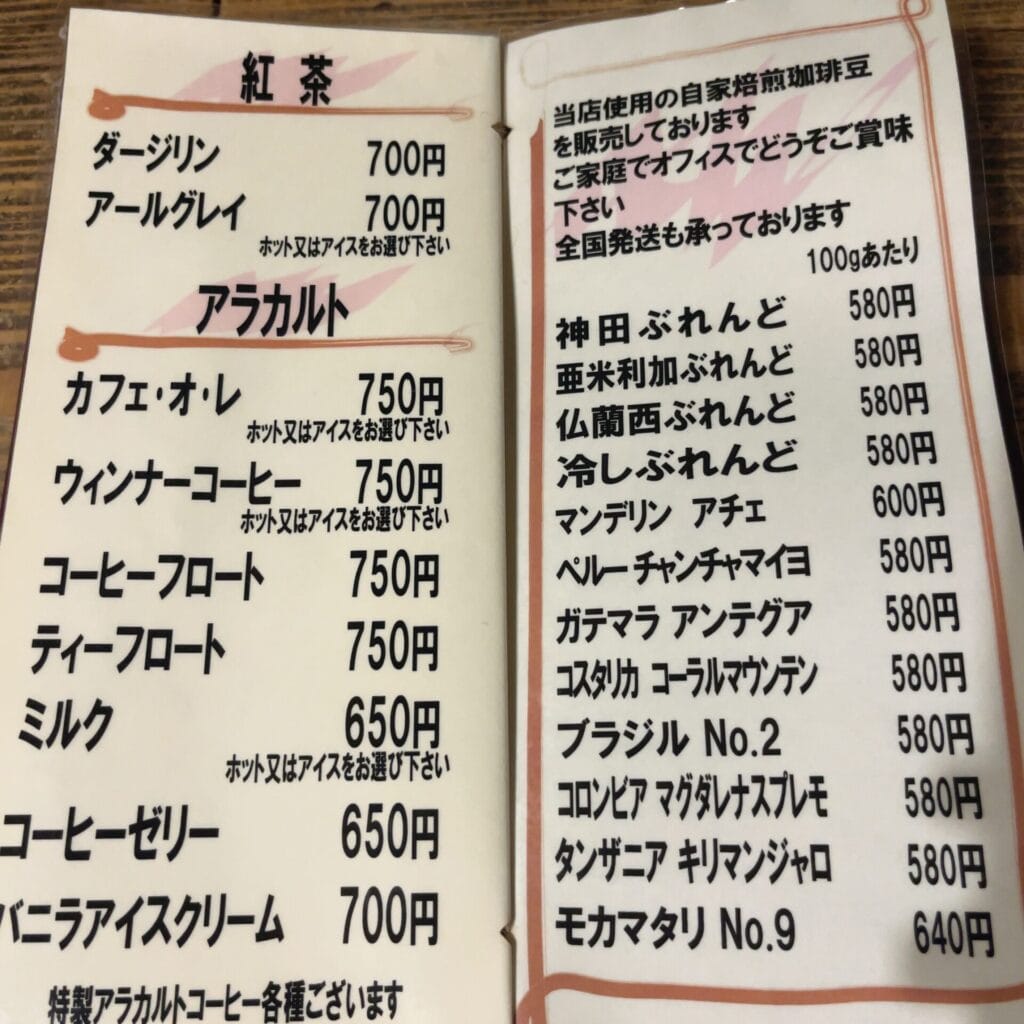 紅茶
ダージリン 700円
アールグレイ 700円
ホット又はアイスをお選び下さい
アラカルト
カフェ・オ・レ 750円
ホット又はアイスをお選び下さい
ウィンナーコーヒー 750円
ホット又はアイスをお選び下さい
コーヒーフロート 750円
ティーフロート 750円
ミルク 650円
ホット又はアイスをお選び下さい
コーヒーゼリー 650円
バニラアイスクリーム 700円
特製アラカルトコーヒー各種ございます
当店使用の自家焙煎珈琲豆
を販売しております
ご家庭でオフィスでどうぞご賞味
下さい
全国発送も承っております
100gあたり
神田ぶれんど 580円
亜米利加ぶれんど 580円
仏蘭西ぶれんど 580円
冷しぶれんど 580円
マンデリン アチェ 600円
ペルーチャンチャマイヨ 580円
ガテマラ アンテグア 580円
コスタリカ コーラルマウンテン 580円
ブラジル No.2 580円
コロンビア マグダレナスプレモ 580円
タンザニア キリマンジャロ 580円
モカマタリ No.9 640円